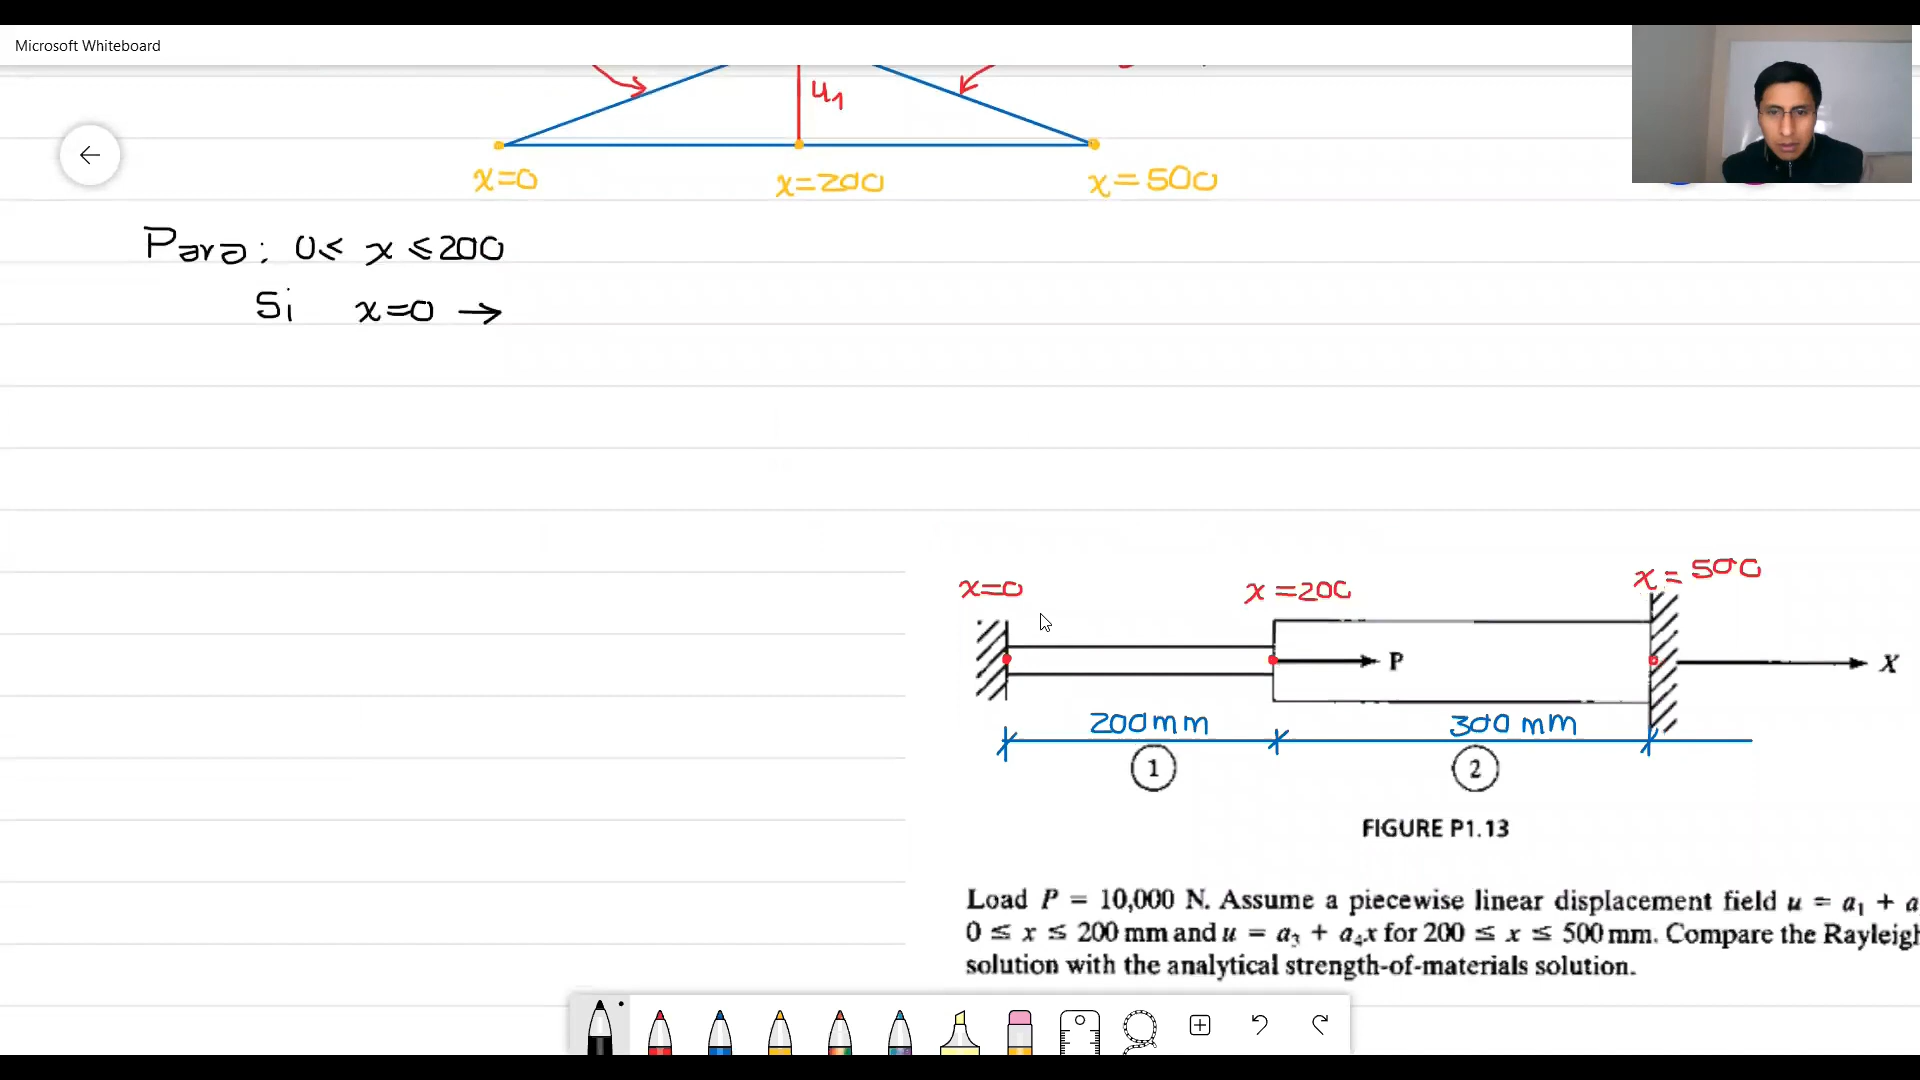 Microsoft Whiteboard
u1
x=0
x=200
x=500
Para: 0≤ x ≤200
Si x=0 →
x=0
x=200
x=500
P
X
200mm
300 mm
1
2
FIGURE P1.13
Load P = 10,000 N. Assume a piecewise linear displacement field u = a1 + a
0 ≤ x ≤ 200 mm and u = a3 + a4x for 200 ≤ x ≤ 500 mm. Compare the Rayleigh
solution with the analytical strength-of-materials solution.